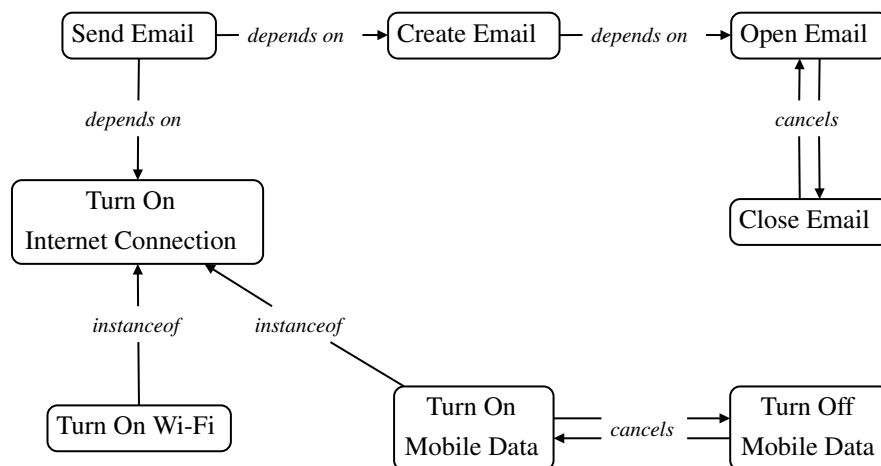 Send Email
depends on
Create Email
depends on
Open Email
depends on
cancels
Turn On
Internet Connection
Close Email
instanceof
instanceof
Turn On Wi-Fi
Turn On
Mobile Data
cancels
Turn Off
Mobile Data